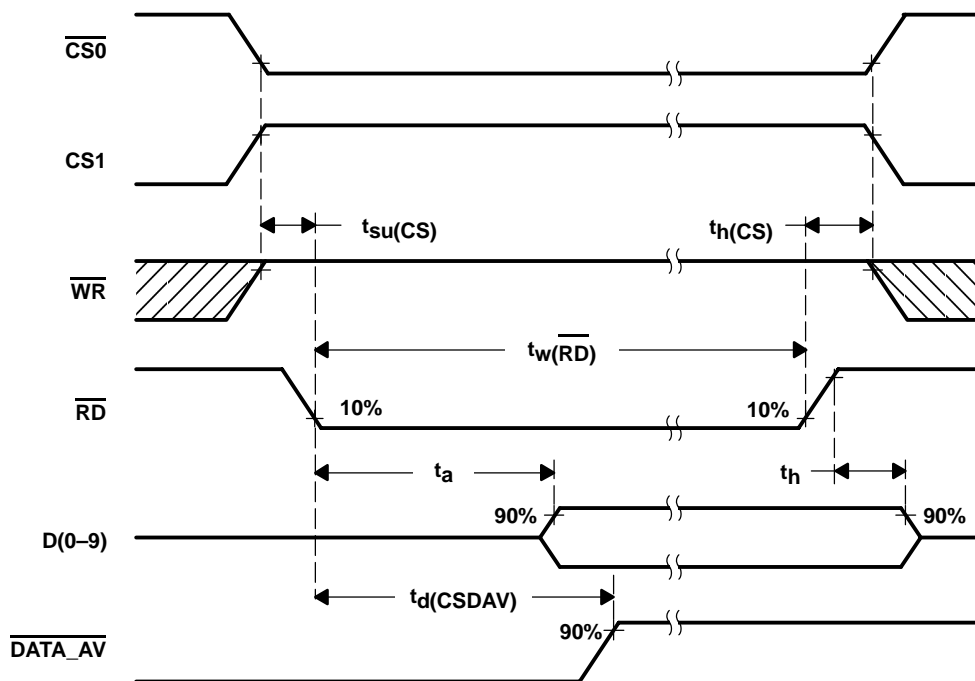 CS0
CS1
tsu(CS)
th(CS)
WR
tw(RD)
RD
10%
10%
ta
th
90%
90%
D(0–9)
td(CSDAV)
90%
DATA_AV